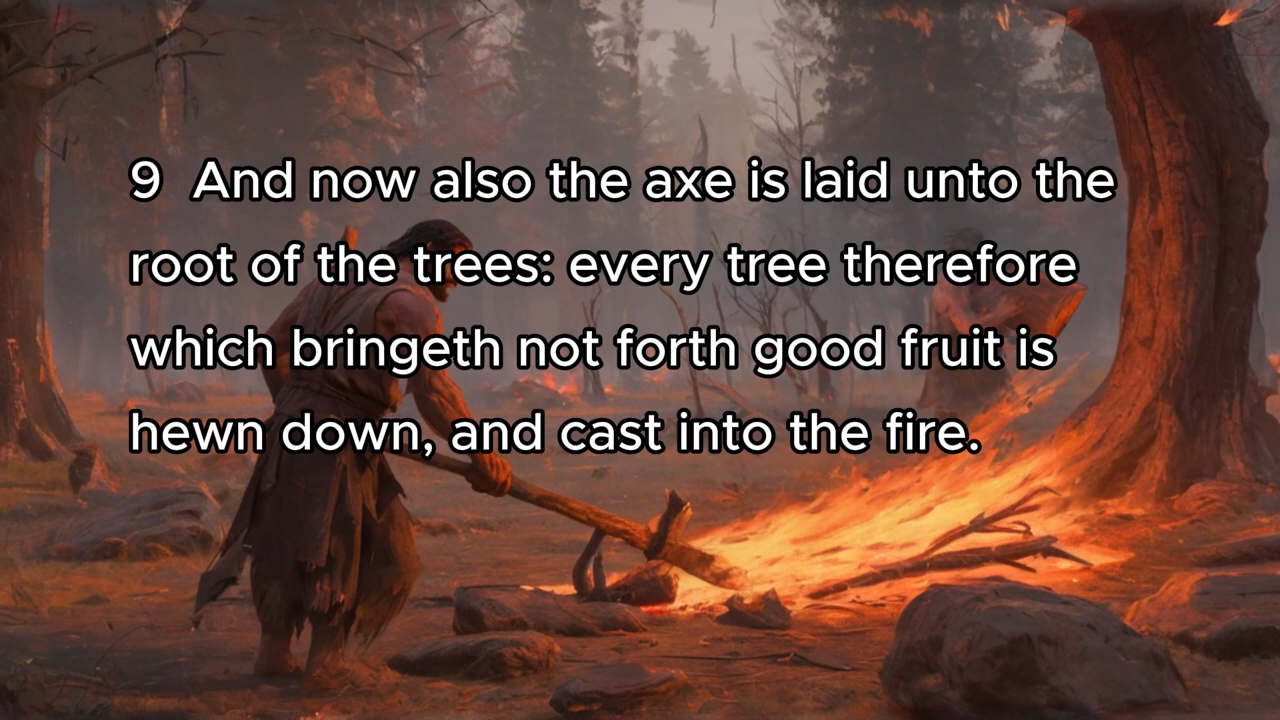 9  And now also the axe is laid unto the
root of the trees: every tree therefore
which bringeth not forth good fruit is
hewn down, and cast into the fire.